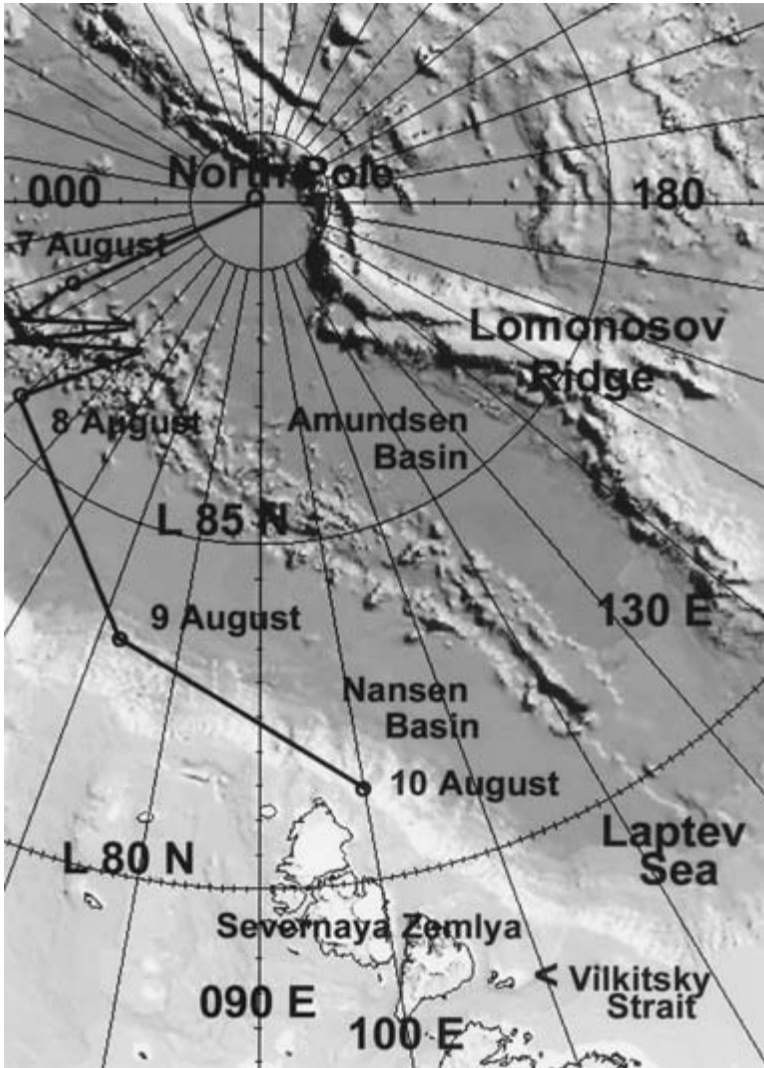 North Pole
000
180
7 August
Lomonosov
Ridge
8 August
Amundsen
Basin
L 85 N
9 August
130 E
Nansen
Basin
10 August
L 80 N
Laptev
Sea
Severnaya Zemlya
< Vilkitsky
Strait
090 E
100 E